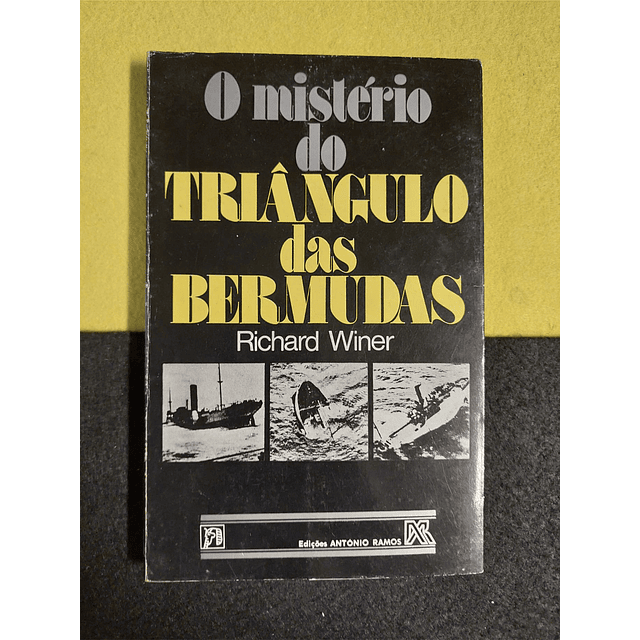 O mistério
do
TRIÂNGULO
das
BERMUDAS
Richard Winer
Edições ANTÓNIO RAMOS